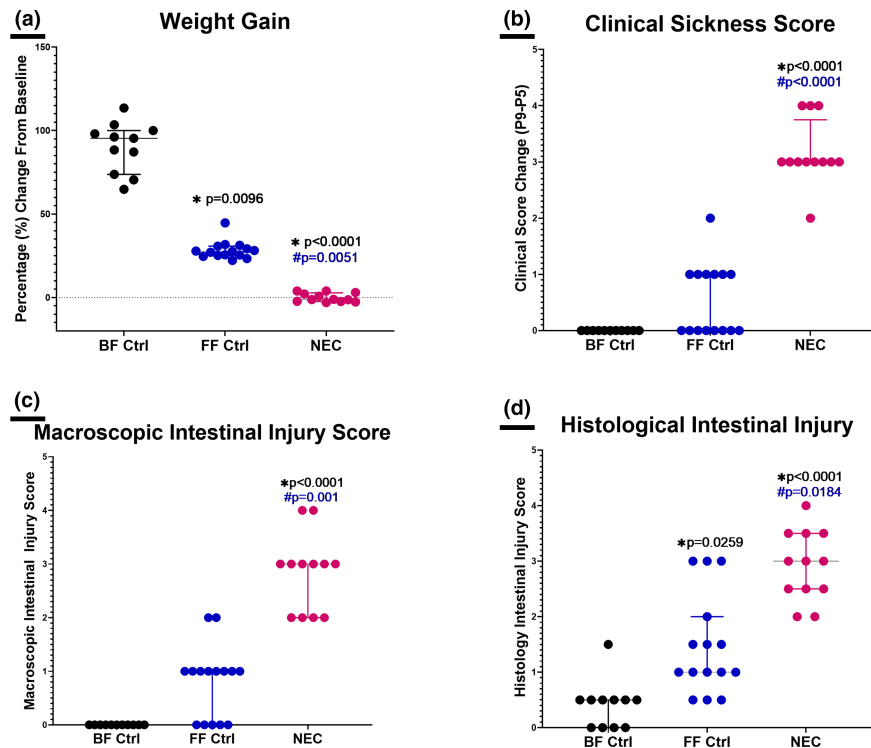 (a)
Weight Gain
Percentage (%) Change From Baseline
150
100
50
0
✱ p=0.0096
✱ p<0.0001
#p=0.0051
BF Ctrl FF Ctrl NEC
(b)
Clinical Sickness Score
Clinical Score Change (P9-P5)
5
4
3
2
1
0
✱p<0.0001
#p<0.0001
BF Ctrl FF Ctrl NEC
(c)
Macroscopic Intestinal Injury Score
Macroscopic Intestinal Injury Score
5
4
3
2
1
0
✱p<0.0001
#p=0.001
BF Ctrl FF Ctrl NEC
(d)
Histological Intestinal Injury
Histology Intestinal Injury Score
5
4
3
2
1
0
✱p=0.0259
✱p<0.0001
#p=0.0184
BF Ctrl FF Ctrl NEC